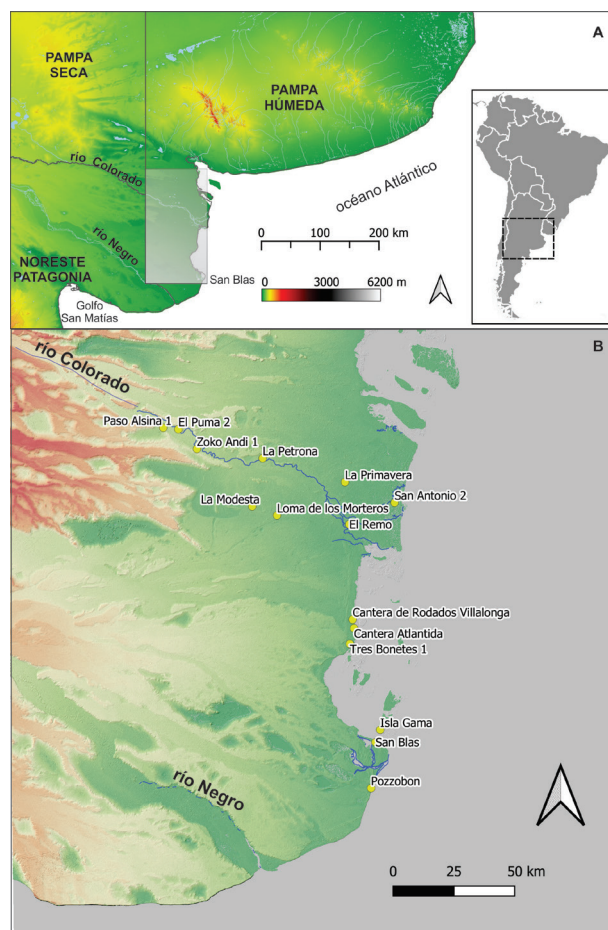 A
PAMPA
SECA
PAMPA
HÚMEDA
río Colorado
océano Atlántico
río Negro
0 100 200 km
NORESTE
PATAGONIA
San Blas
0 3000 6200 m
Golfo
San Matías
B
río Colorado
Paso Alsina 1
El Puma 2
Zoko Andi 1
La Petrona
La Primavera
La Modesta
San Antonio 2
Loma de los Morteros
El Remo
Cantera de Rodados Villalonga
Cantera Atlantida
Tres Bonetes 1
Isla Gama
San Blas
Pozzobon
río Negro
0 25 50 km